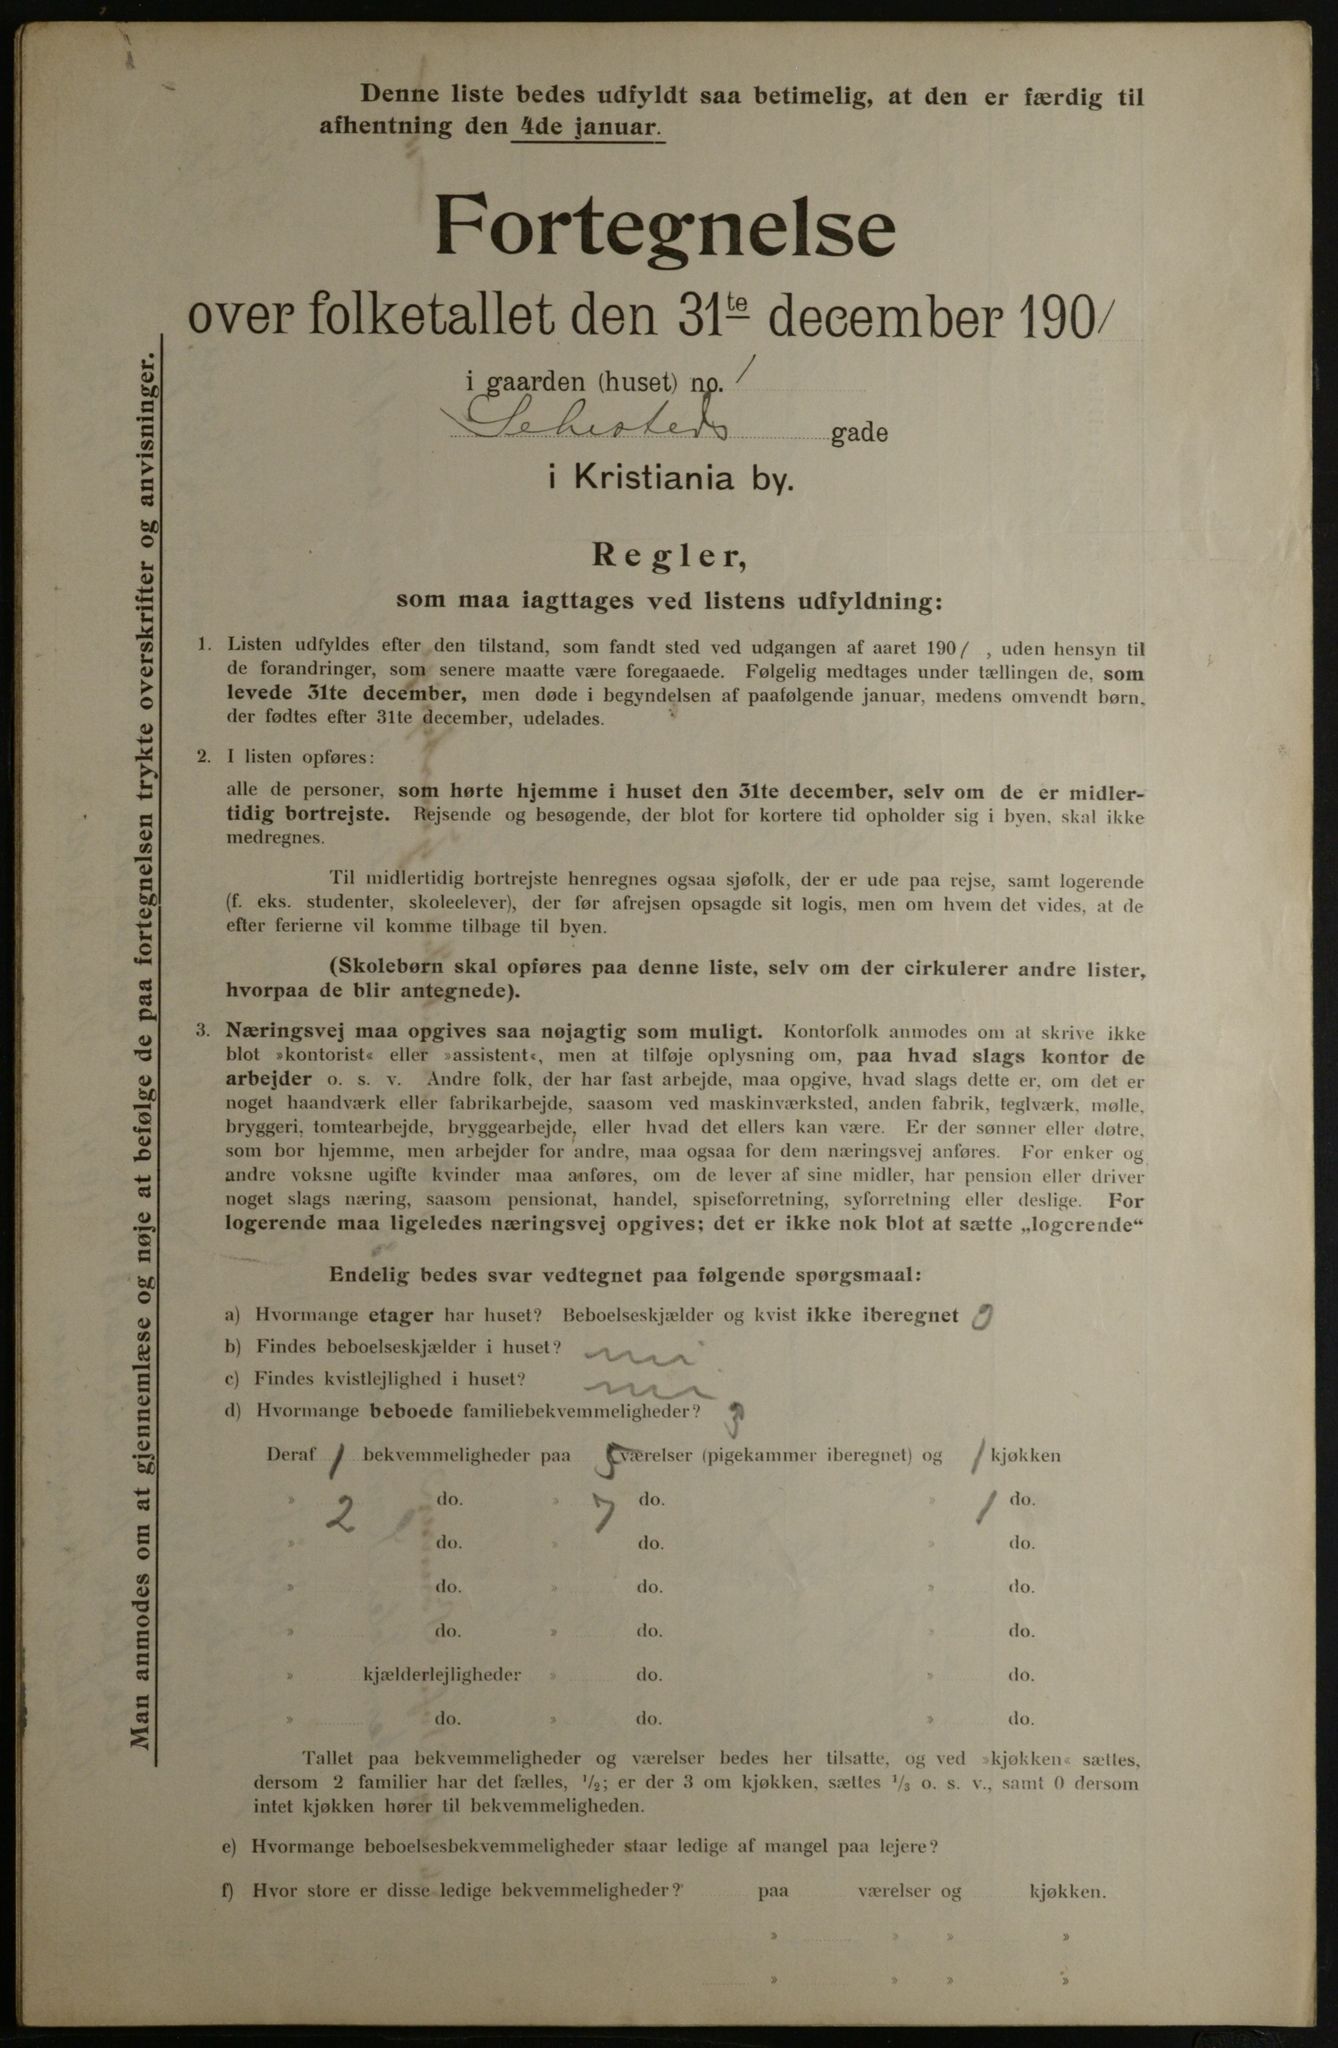 Denne liste bedes udfyldt saa betimelig, at den er færdig til
afhentning den 4de januar.
Fortegnelse
over folketallet den 31te december 1901
i gaarden (huset) no. 1
Sehesteds gade
i Kristiania by.
Regler,
som maa iagttages ved listens udfyldning:
1. Listen udfyldes efter den tilstand, som fandt sted ved udgangen af aaret 1901 , uden hensyn til
de forandringer, som senere maatte være foregaaede. Følgelig medtages under tællingen de, som
levede 31te december, men døde i begyndelsen af paafølgende januar, medens omvendt børn,
der fødtes efter 31te december, udelades.
2. I listen opføres:
alle de personer, som hørte hjemme i huset den 31te december, selv om de er midler-
tidig bortrejste. Rejsende og besøgende, der blot for kortere tid opholder sig i byen, skal ikke
medregnes.
Til midlertidig bortrejste henregnes ogsaa sjøfolk, der er ude paa rejse, samt logerende
(f. eks. studenter, skoleelever), der før afrejsen opsagde sit logis, men om hvem det vides, at de
efter ferierne vil komme tilbage til byen.
(Skolebørn skal opføres paa denne liste, selv om der cirkulerer andre lister,
hvorpaa de blir antegnede).
3. Næringsvej maa opgives saa nøjagtig som muligt. Kontorfolk anmodes om at skrive ikke
blot »kontorist« eller »assistent«, men at tilføje oplysning om, paa hvad slags kontor de
arbejder o. s. v. Andre folk, der har fast arbejde, maa opgive, hvad slags dette er, om det er
noget haandværk eller fabrikarbejde, saasom ved maskinværksted, anden fabrik, teglværk, mølle,
bryggeri, tomtearbejde, bryggearbejde, eller hvad det ellers kan være. Er der sønner eller døtre,
som bor hjemme, men arbejder for andre, maa ogsaa for dem næringsvej anføres. For enker og
andre voksne ugifte kvinder maa anføres, om de lever af sine midler, har pension eller driver
noget slags næring, saasom pensionat, handel, spiseforretning, syforretning eller deslige. For
logerende maa ligeledes næringsvej opgives; det er ikke nok blot at sætte „logerende“
Endelig bedes svar vedtegnet paa følgende spørgsmaal:
a) Hvormange etager har huset? Beboelseskjælder og kvist ikke iberegnet 3
b) Findes beboelseskjælder i huset? nei
c) Findes kvistlejlighed i huset? nei
d) Hvormange beboede familiebekvemmeligheder? 3
Deraf 1 bekvemmeligheder paa 5 værelser (pigekammer iberegnet) og 1 kjøkken
» 2 do. » 7 do. » 1 do.
» do. » do. » do.
» do. » do. » do.
» do. » do. » do.
» kjælderlejligheder » do. » do.
» do. » do. » do.
Tallet paa bekvemmeligheder og værelser bedes her tilsatte, og ved »kjøkken« sættes,
dersom 2 familier har det fælles, 1/2; er der 3 om kjøkken, sættes 1/3 o. s. v., samt 0 dersom
intet kjøkken hører til bekvemmeligheden.
e) Hvormange beboelsesbekvemmeligheder staar ledige af mangel paa lejere?
f) Hvor store er disse ledige bekvemmeligheder? paa værelser og kjøkken.
» » » »
» » » »
Man anmodes om at gjennemlæse og nøje at befølge de paa fortegnelsen trykte overskrifter og anvisninger.